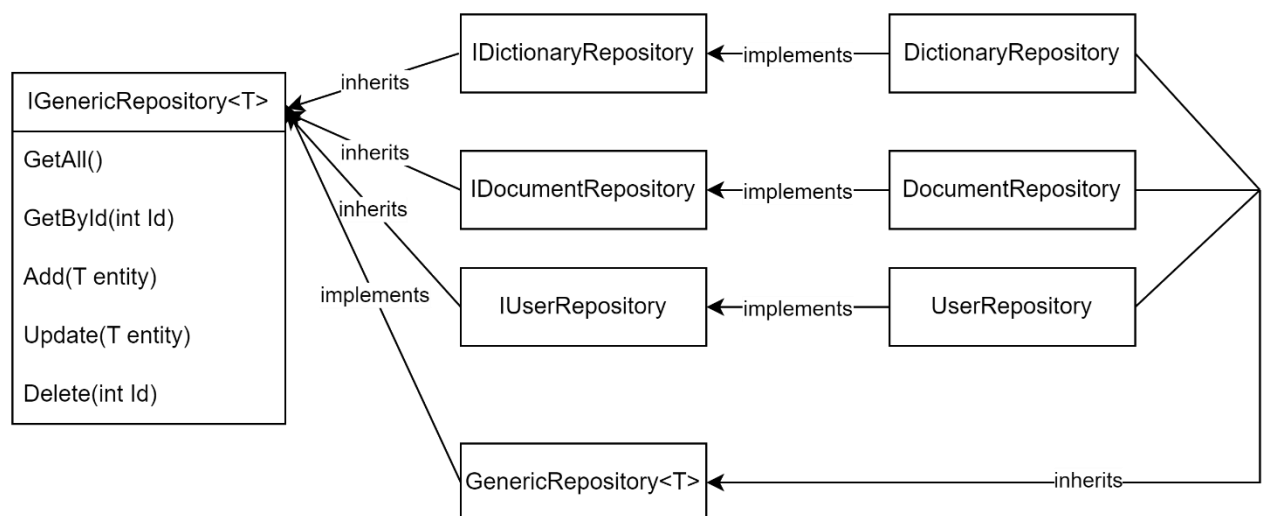 IDictionaryRepository
implements
DictionaryRepository
inherits
IGenericRepository<T>
GetAll()
GetById(int Id)
Add(T entity)
Update(T entity)
Delete(int Id)
inherits
IDocumentRepository
implements
DocumentRepository
inherits
IUserRepository
implements
UserRepository
implements
GenericRepository<T>
inherits